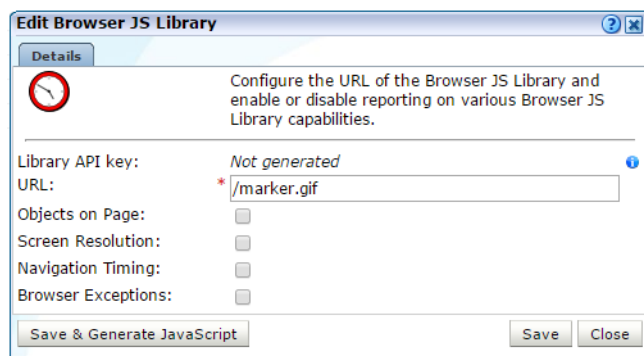 Edit Browser JS Library
Details
Configure the URL of the Browser JS Library and
enable or disable reporting on various Browser JS
Library capabilities.
Library API key: Not generated
URL: * /marker.gif
Objects on Page:
Screen Resolution:
Navigation Timing:
Browser Exceptions:
Save & Generate JavaScript Save Close